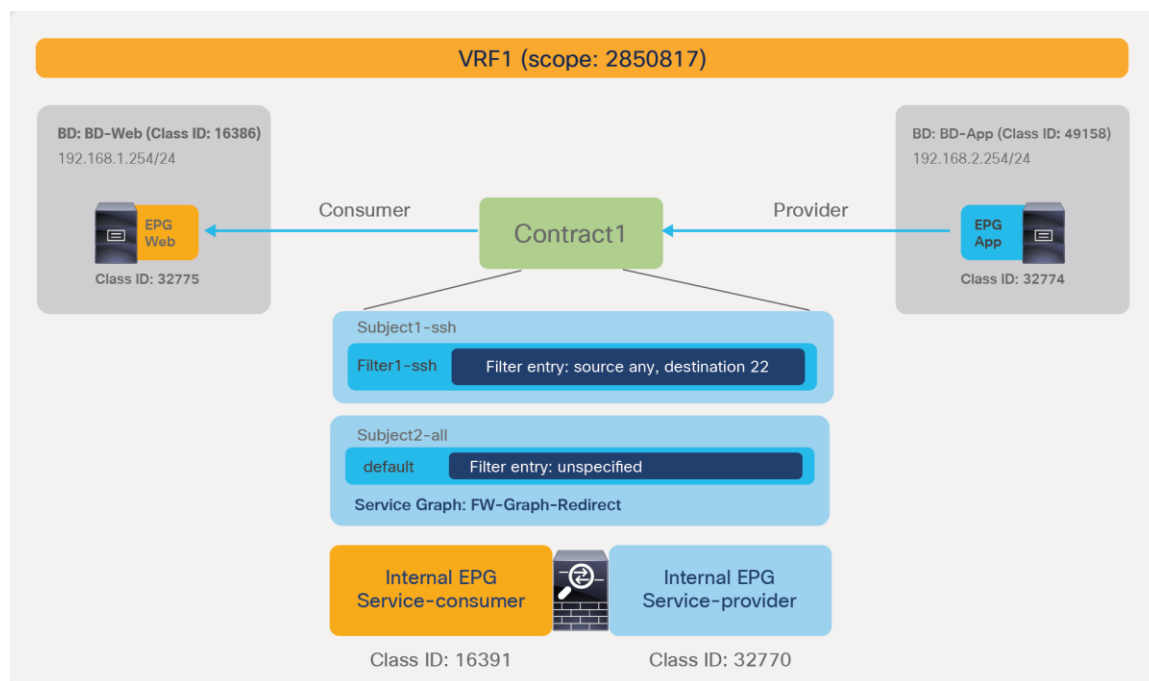 VRF1 (scope: 2850817)
BD: BD-Web (Class ID: 16386)
192.168.1.254/24
EPG
Web
Class ID: 32775
Consumer
Contract1
Provider
BD: BD-App (Class ID: 49158)
192.168.2.254/24
EPG
App
Class ID: 32774
Subject1-ssh
Filter1-ssh
Filter entry: source any, destination 22
Subject2-all
default
Filter entry: unspecified
Service Graph: FW-Graph-Redirect
Internal EPG
Service-consumer
Internal EPG
Service-provider
Class ID: 16391
Class ID: 32770